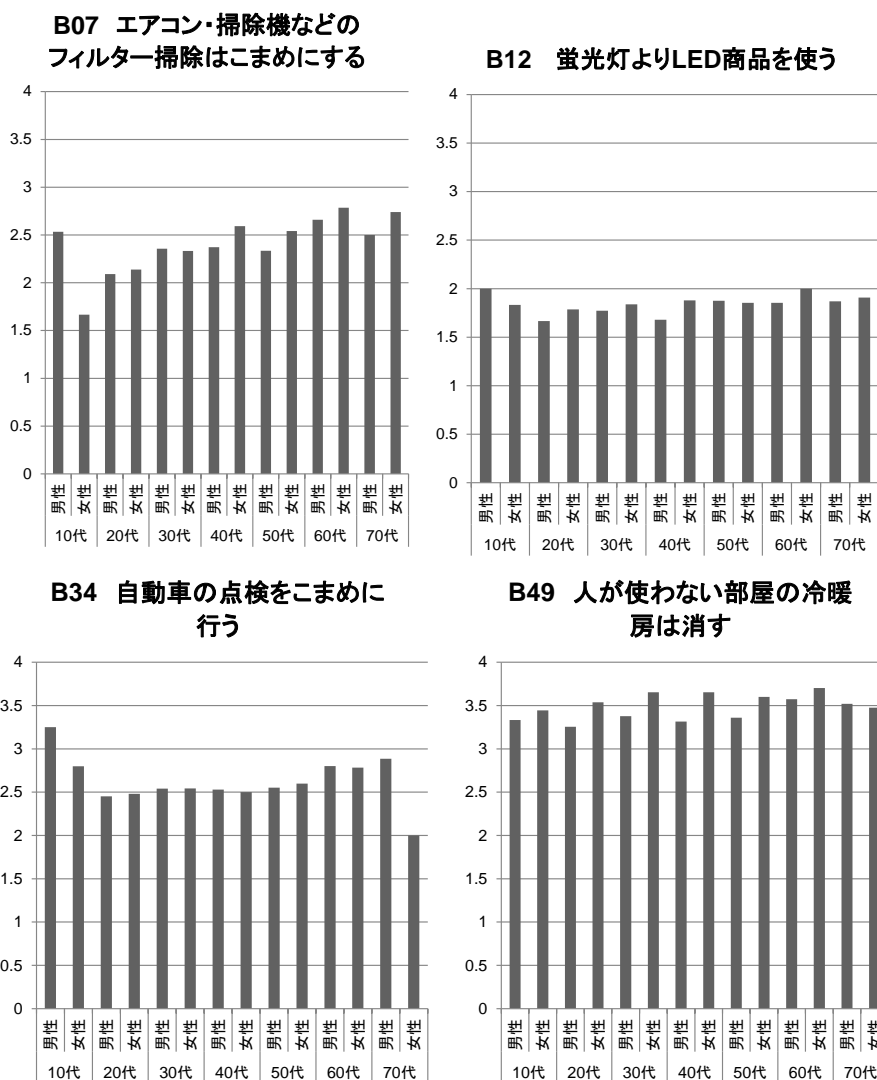 B07 エアコン・掃除機などの
フィルター掃除はこまめにする
4
3.5
3
2.5
2
1.5
1
0.5
0
男性 女性 男性 女性 男性 女性 男性 女性 男性 女性 男性 女性 男性 女性
10代 20代 30代 40代 50代 60代 70代
B12 蛍光灯よりLED商品を使う
4
3.5
3
2.5
2
1.5
1
0.5
0
男性 女性 男性 女性 男性 女性 男性 女性 男性 女性 男性 女性 男性 女性
10代 20代 30代 40代 50代 60代 70代
B34 自動車の点検をこまめに
行う
4
3.5
3
2.5
2
1.5
1
0.5
0
男性 女性 男性 女性 男性 女性 男性 女性 男性 女性 男性 女性 男性 女性
10代 20代 30代 40代 50代 60代 70代
B49 人が使わない部屋の冷暖
房は消す
4
3.5
3
2.5
2
1.5
1
0.5
0
男性 女性 男性 女性 男性 女性 男性 女性 男性 女性 男性 女性 男性 女性
10代 20代 30代 40代 50代 60代 70代